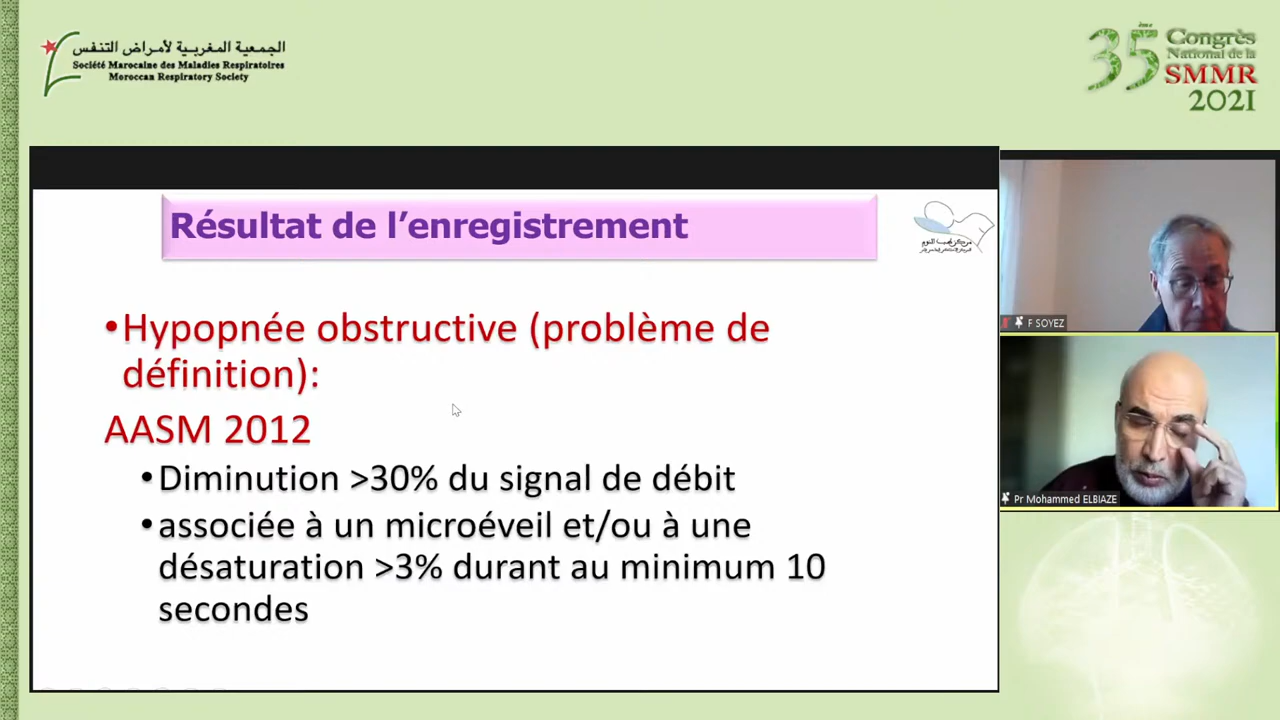 الجمعية المغربية لأمراض التنفس
Société Marocaine des Maladies Respiratoires
Moroccan Respiratory Society
35ème Congrès
National de la
SMMR
2021
Résultat de l’enregistrement
•Hypopnée obstructive (problème de
définition):
AASM 2012
•Diminution >30% du signal de débit
•associée à un microéveil et/ou à une
désaturation >3% durant au minimum 10
secondes
F SOYEZ
Pr Mohammed ELBIAZE